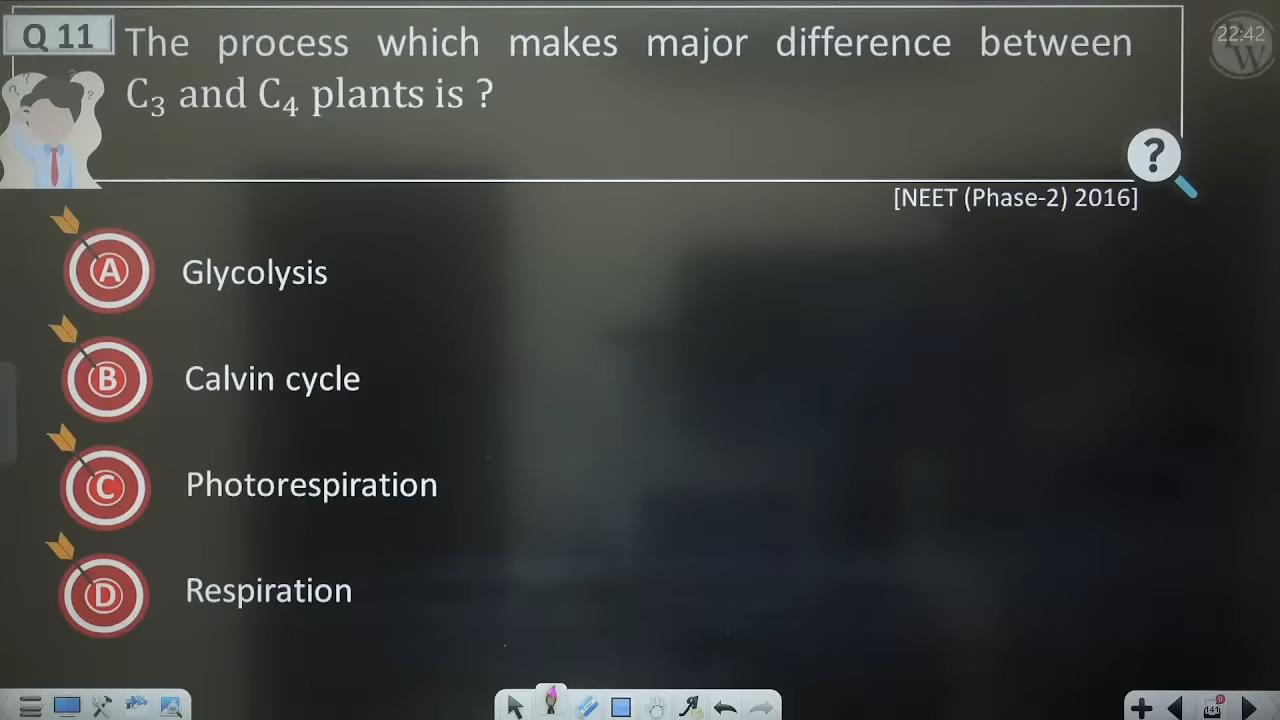 Q 11
The process which makes major difference between
C₃ and C₄ plants is ?
22:42
W
?
[NEET (Phase-2) 2016]
A Glycolysis
B Calvin cycle
C Photorespiration
D Respiration
141